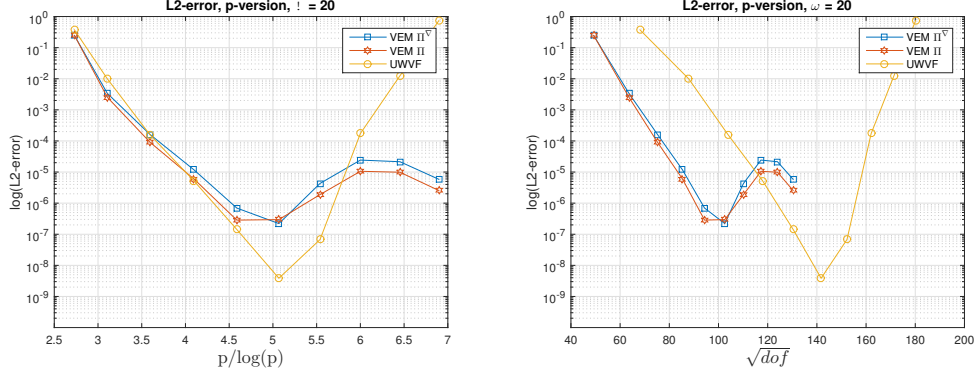 L2-error, p-version, ! = 20
log(L2-error)
10^0
10^-1
10^-2
10^-3
10^-4
10^-5
10^-6
10^-7
10^-8
10^-9
VEM Π^∇
VEM Π
UWVF
2.5 3 3.5 4 4.5 5 5.5 6 6.5 7
p/log(p)
L2-error, p-version, ω = 20
log(L2-error)
10^0
10^-1
10^-2
10^-3
10^-4
10^-5
10^-6
10^-7
10^-8
10^-9
VEM Π^∇
VEM Π
UWVF
40 60 80 100 120 140 160 180 200
√dof